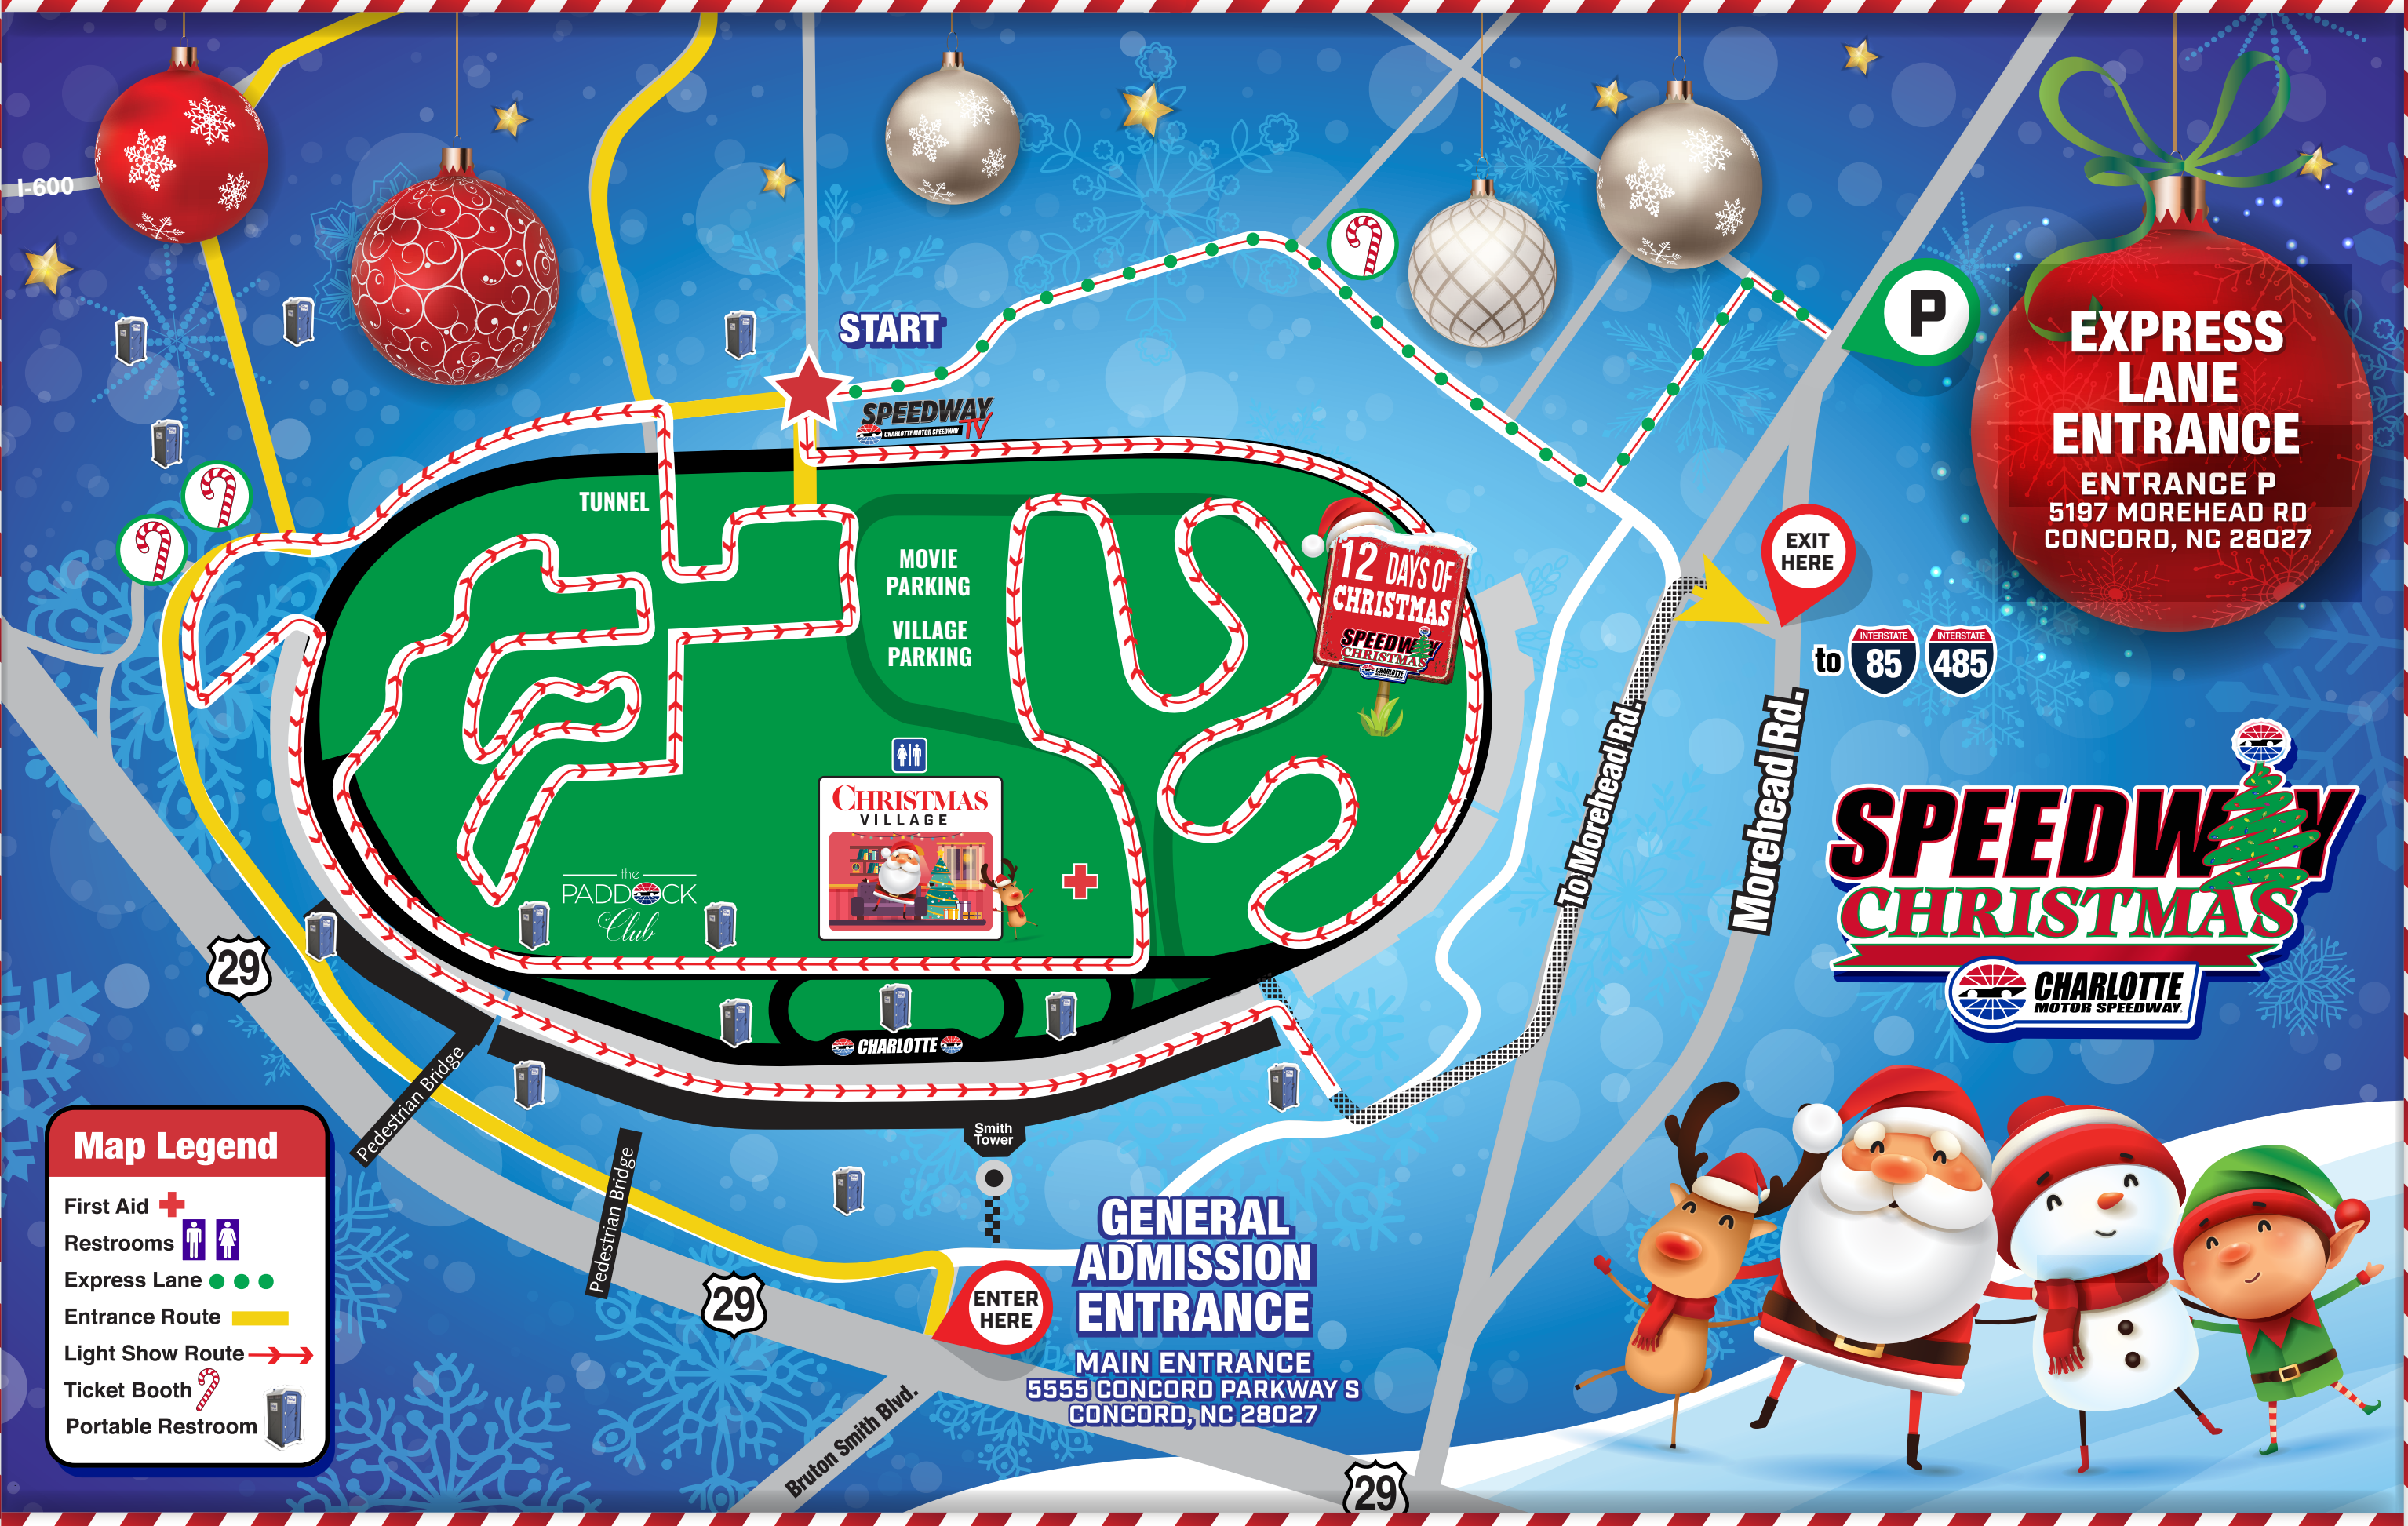 I-600
START
SPEEDWAY
TV
CHARLOTTE MOTOR SPEEDWAY
P
EXPRESS
LANE
ENTRANCE
ENTRANCE P
5197 MOREHEAD RD
CONCORD, NC 28027
TUNNEL
MOVIE
PARKING
VILLAGE
PARKING
12 DAYS OF
CHRISTMAS
SPEEDWAY
CHRISTMAS
CHARLOTTE
EXIT
HERE
to
INTERSTATE
85
INTERSTATE
485
To Morehead Rd.
Morehead Rd.
CHRISTMAS
VILLAGE
the
PADDOCK
Club
SPEEDWAY
CHRISTMAS
CHARLOTTE
MOTOR SPEEDWAY
29
CHARLOTTE
Pedestrian Bridge
Pedestrian Bridge
Smith
Tower
29
ENTER
HERE
GENERAL
ADMISSION
ENTRANCE
MAIN ENTRANCE
5555 CONCORD PARKWAY S
CONCORD, NC 28027
Bruton Smith Blvd.
29
Map Legend
First Aid
Restrooms
Express Lane
Entrance Route
Light Show Route
Ticket Booth
Portable Restroom